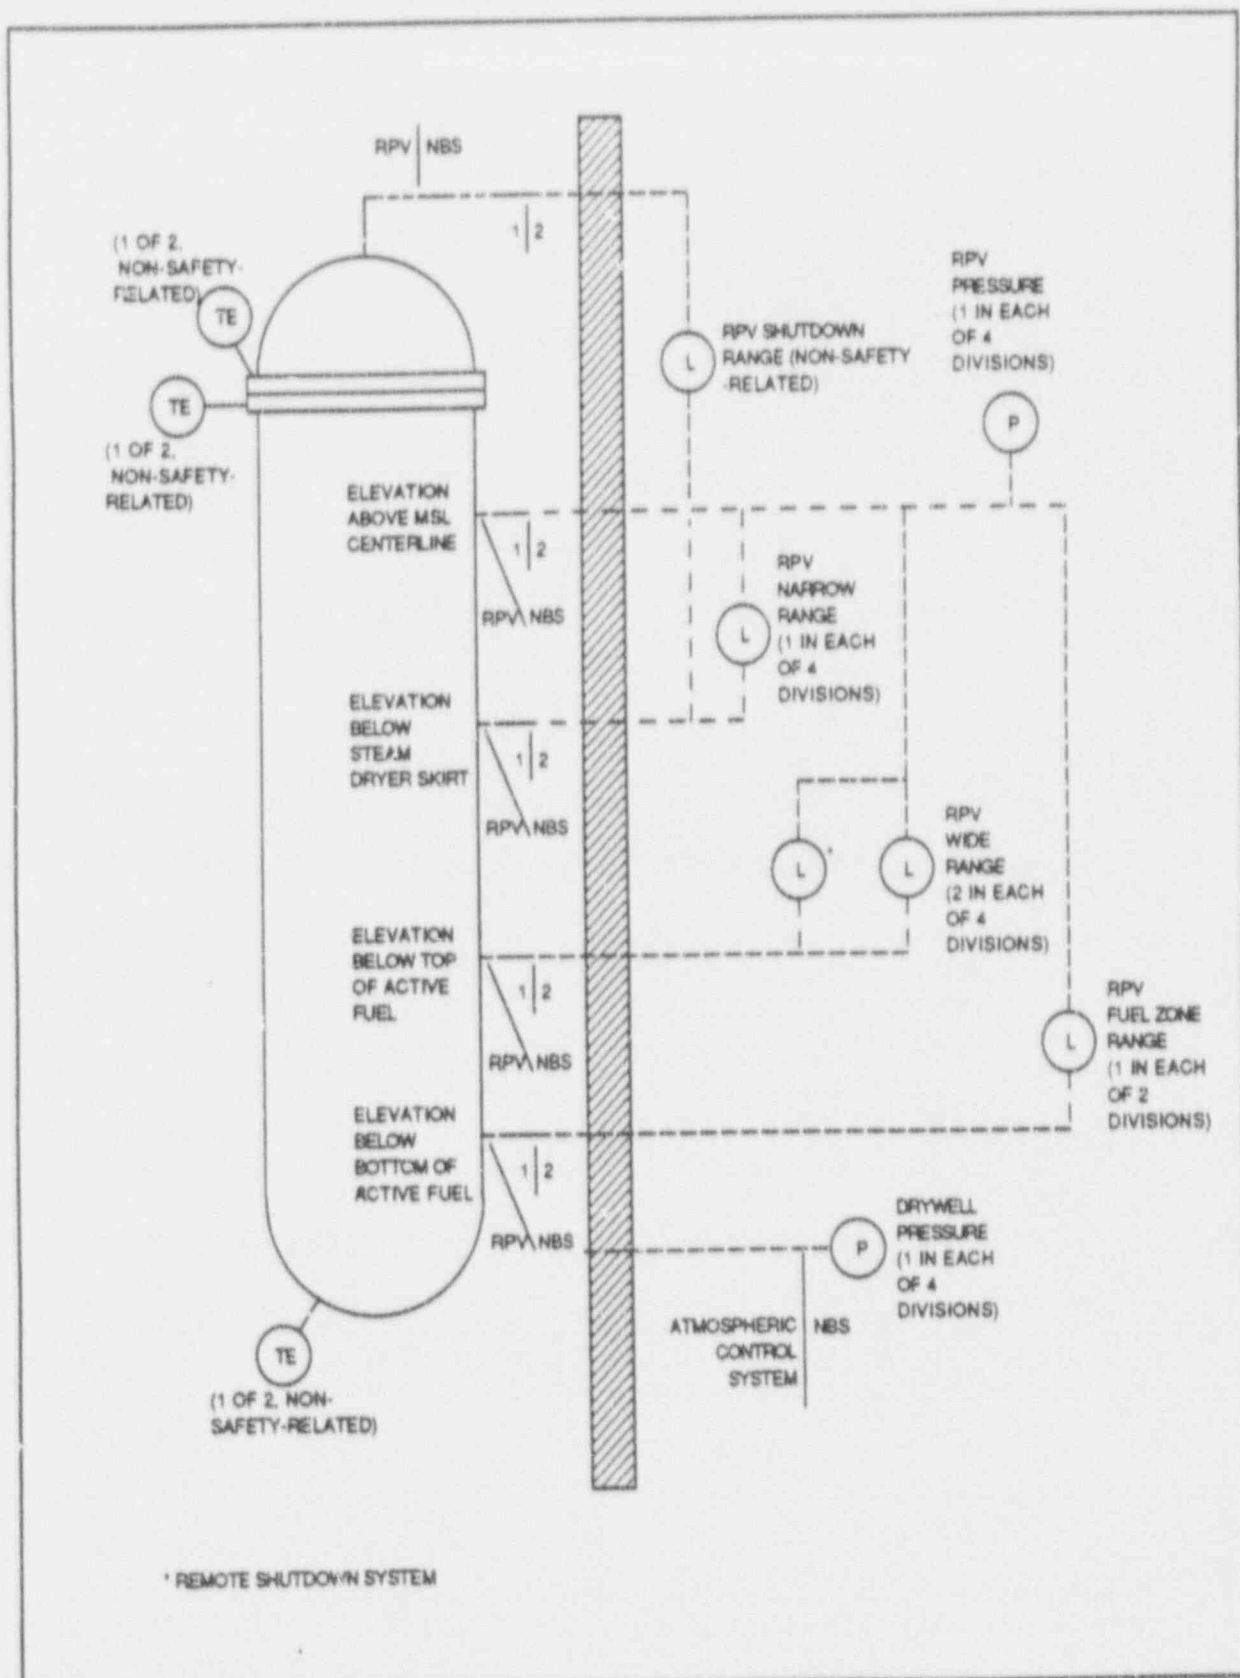 RPV NBS
1 2
(1 OF 2,
NON-SAFETY-
RELATED)
TE
TE
(1 OF 2,
NON-SAFETY-
RELATED)
RPV
PRESSURE
(1 IN EACH
OF 4
DIVISIONS)
P
L
RPV SHUTDOWN
RANGE (NON-SAFETY
-RELATED)
ELEVATION
ABOVE MSL
CENTERLINE
1 2
RPV NBS
L
RPV
NARROW
RANGE
(1 IN EACH
OF 4
DIVISIONS)
ELEVATION
BELOW
STEAM
DRYER SKIRT
1 2
RPV NBS
L *
L
RPV
WIDE
RANGE
(2 IN EACH
OF 4
DIVISIONS)
ELEVATION
BELOW TOP
OF ACTIVE
FUEL
1 2
RPV NBS
L
RPV
FUEL ZONE
RANGE
(1 IN EACH
OF 2
DIVISIONS)
ELEVATION
BELOW
BOTTOM OF
ACTIVE FUEL
1 2
RPV NBS
P
DRYWELL
PRESSURE
(1 IN EACH
OF 4
DIVISIONS)
ATMOSPHERIC NBS
CONTROL
SYSTEM
TE
(1 OF 2, NON-
SAFETY-RELATED)
* REMOTE SHUTDOWN SYSTEM